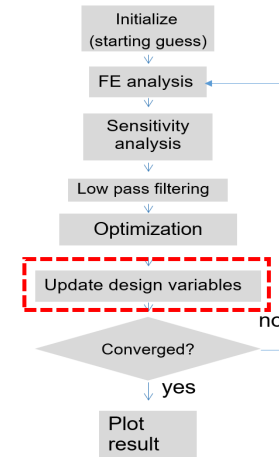 Initialize
(starting guess)
FE analysis
Sensitivity
analysis
Low pass filtering
Optimization
Update design variables
no
Converged?
yes
Plot
result